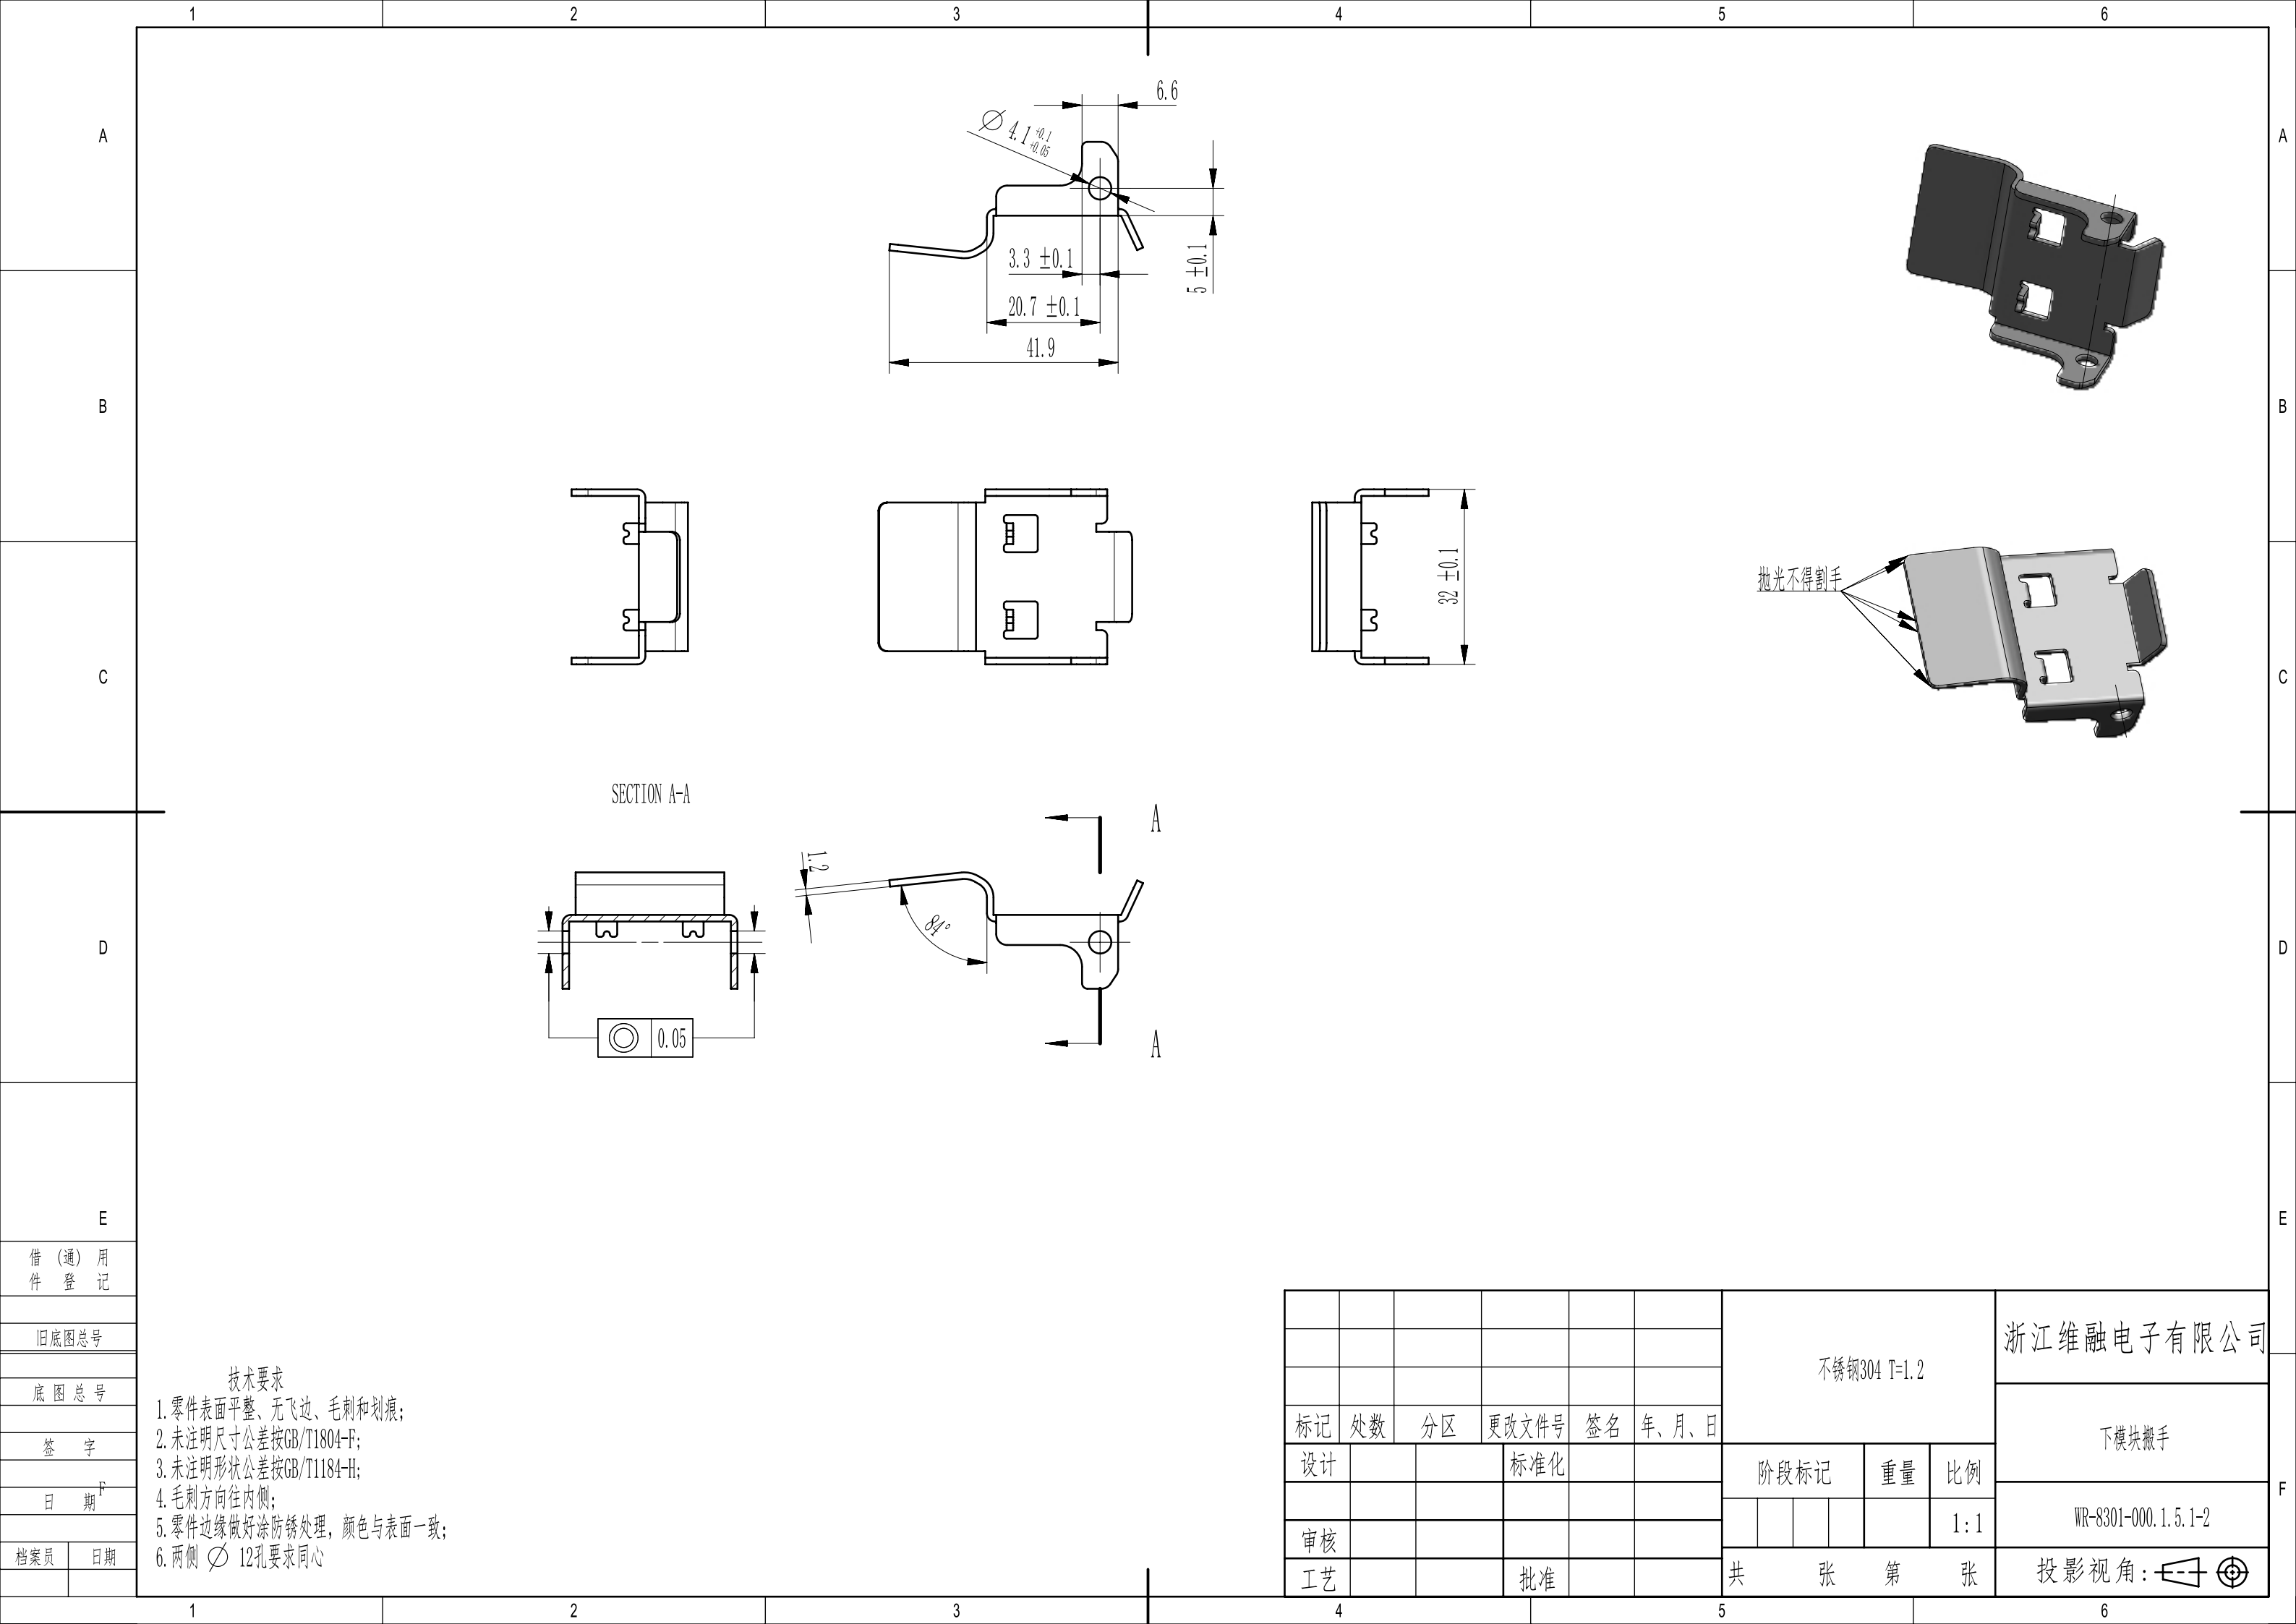 1 2 3 4 5 6
A A
6.6
∅ 4.1 +0.1 +0.05
3.3 ±0.1
5 ±0.1
20.7 ±0.1
41.9
B B
32 ±0.1
抛光不得割手
C C
SECTION A-A
A
1.2
84°
D D
0.05
A
E E
借 (通) 用
件 登 记
旧底图总号
底 图 总 号
签 字
日 期
F F
档案员 日期
技术要求
1.零件表面平整、无飞边、毛刺和划痕;
2.未注明尺寸公差按GB/T1804-F;
3.未注明形状公差按GB/T1184-H;
4.毛刺方向往内侧;
5.零件边缘做好涂防锈处理, 颜色与表面一致;
6.两侧 ∅ 12孔要求同心
不锈钢304 T=1.2
浙江维融电子有限公司
标记 处数 分区 更改文件号 签名 年、月、日
下模块搬手
设计 标准化
阶段标记 重量 比例
1:1
WR-8301-000.1.5.1-2
审核
工艺 批准
共 张 第 张
投影视角:
1 2 3 4 5 6